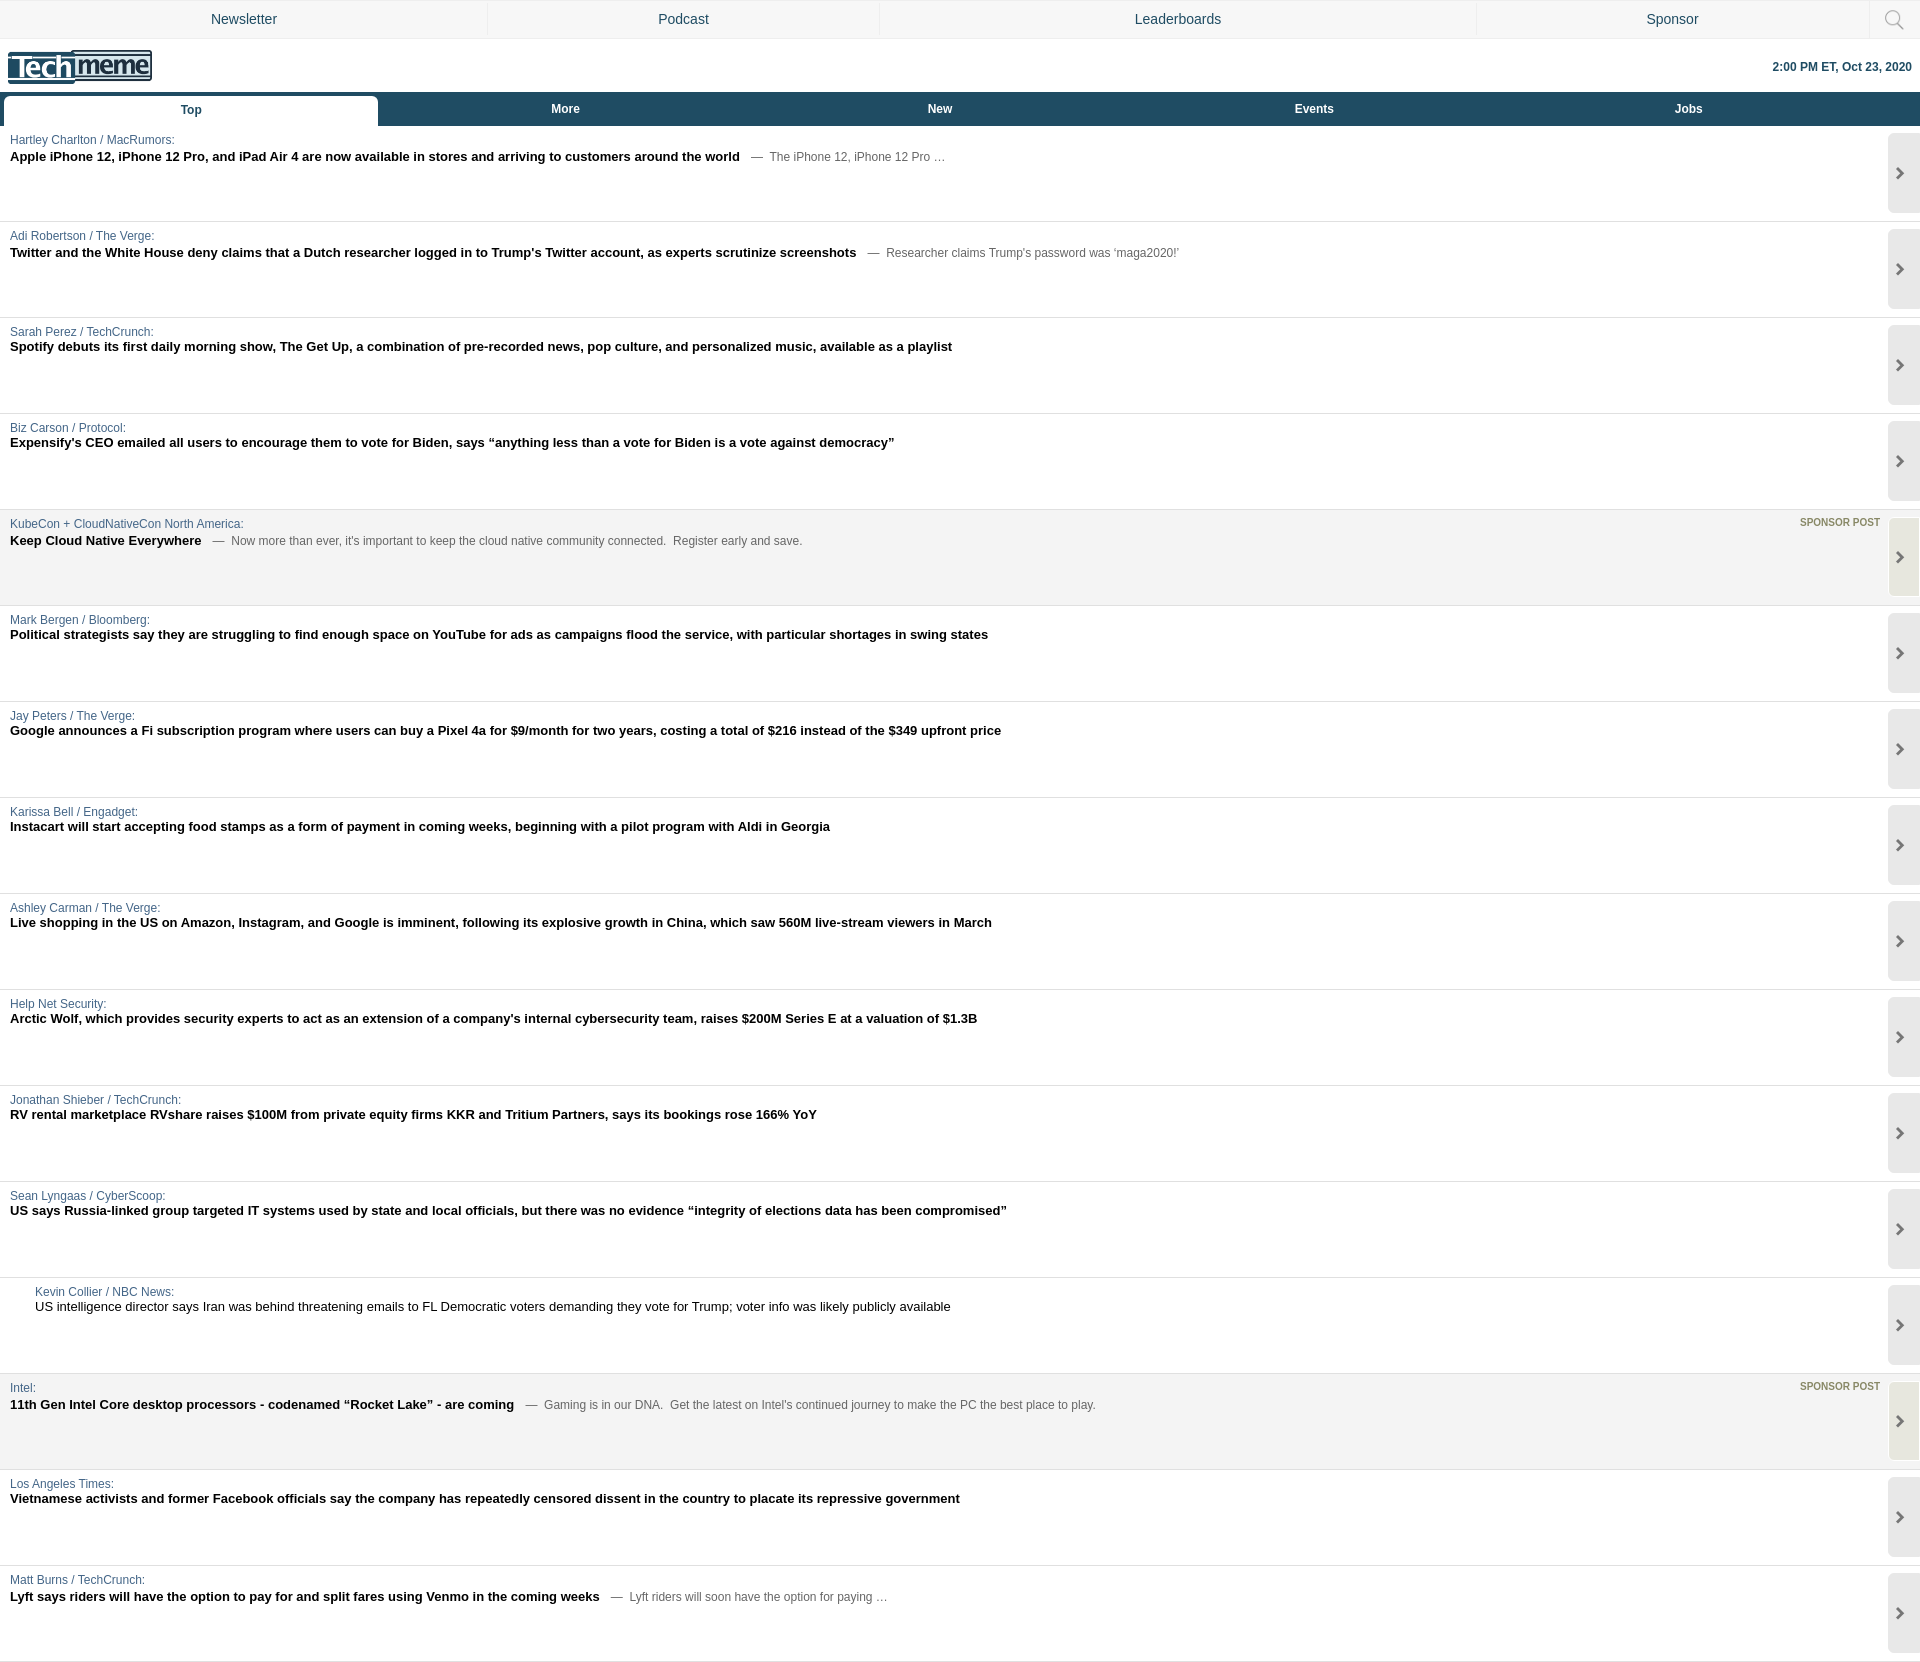 Newsletter
Podcast
Leaderboards
Sponsor
Techmeme
2:00 PM ET, Oct 23, 2020
Top
More
New
Events
Jobs
Hartley Charlton / MacRumors:
Apple iPhone 12, iPhone 12 Pro, and iPad Air 4 are now available in stores and arriving to customers around the world — The iPhone 12, iPhone 12 Pro …
Adi Robertson / The Verge:
Twitter and the White House deny claims that a Dutch researcher logged in to Trump's Twitter account, as experts scrutinize screenshots — Researcher claims Trump's password was ‘maga2020!’
Sarah Perez / TechCrunch:
Spotify debuts its first daily morning show, The Get Up, a combination of pre-recorded news, pop culture, and personalized music, available as a playlist
Biz Carson / Protocol:
Expensify's CEO emailed all users to encourage them to vote for Biden, says “anything less than a vote for Biden is a vote against democracy”
KubeCon + CloudNativeCon North America:
SPONSOR POST
Keep Cloud Native Everywhere — Now more than ever, it's important to keep the cloud native community connected. Register early and save.
Mark Bergen / Bloomberg:
Political strategists say they are struggling to find enough space on YouTube for ads as campaigns flood the service, with particular shortages in swing states
Jay Peters / The Verge:
Google announces a Fi subscription program where users can buy a Pixel 4a for $9/month for two years, costing a total of $216 instead of the $349 upfront price
Karissa Bell / Engadget:
Instacart will start accepting food stamps as a form of payment in coming weeks, beginning with a pilot program with Aldi in Georgia
Ashley Carman / The Verge:
Live shopping in the US on Amazon, Instagram, and Google is imminent, following its explosive growth in China, which saw 560M live-stream viewers in March
Help Net Security:
Arctic Wolf, which provides security experts to act as an extension of a company's internal cybersecurity team, raises $200M Series E at a valuation of $1.3B
Jonathan Shieber / TechCrunch:
RV rental marketplace RVshare raises $100M from private equity firms KKR and Tritium Partners, says its bookings rose 166% YoY
Sean Lyngaas / CyberScoop:
US says Russia-linked group targeted IT systems used by state and local officials, but there was no evidence “integrity of elections data has been compromised”
Kevin Collier / NBC News:
US intelligence director says Iran was behind threatening emails to FL Democratic voters demanding they vote for Trump; voter info was likely publicly available
Intel:
SPONSOR POST
11th Gen Intel Core desktop processors - codenamed “Rocket Lake” - are coming — Gaming is in our DNA. Get the latest on Intel's continued journey to make the PC the best place to play.
Los Angeles Times:
Vietnamese activists and former Facebook officials say the company has repeatedly censored dissent in the country to placate its repressive government
Matt Burns / TechCrunch:
Lyft says riders will have the option to pay for and split fares using Venmo in the coming weeks — Lyft riders will soon have the option for paying …